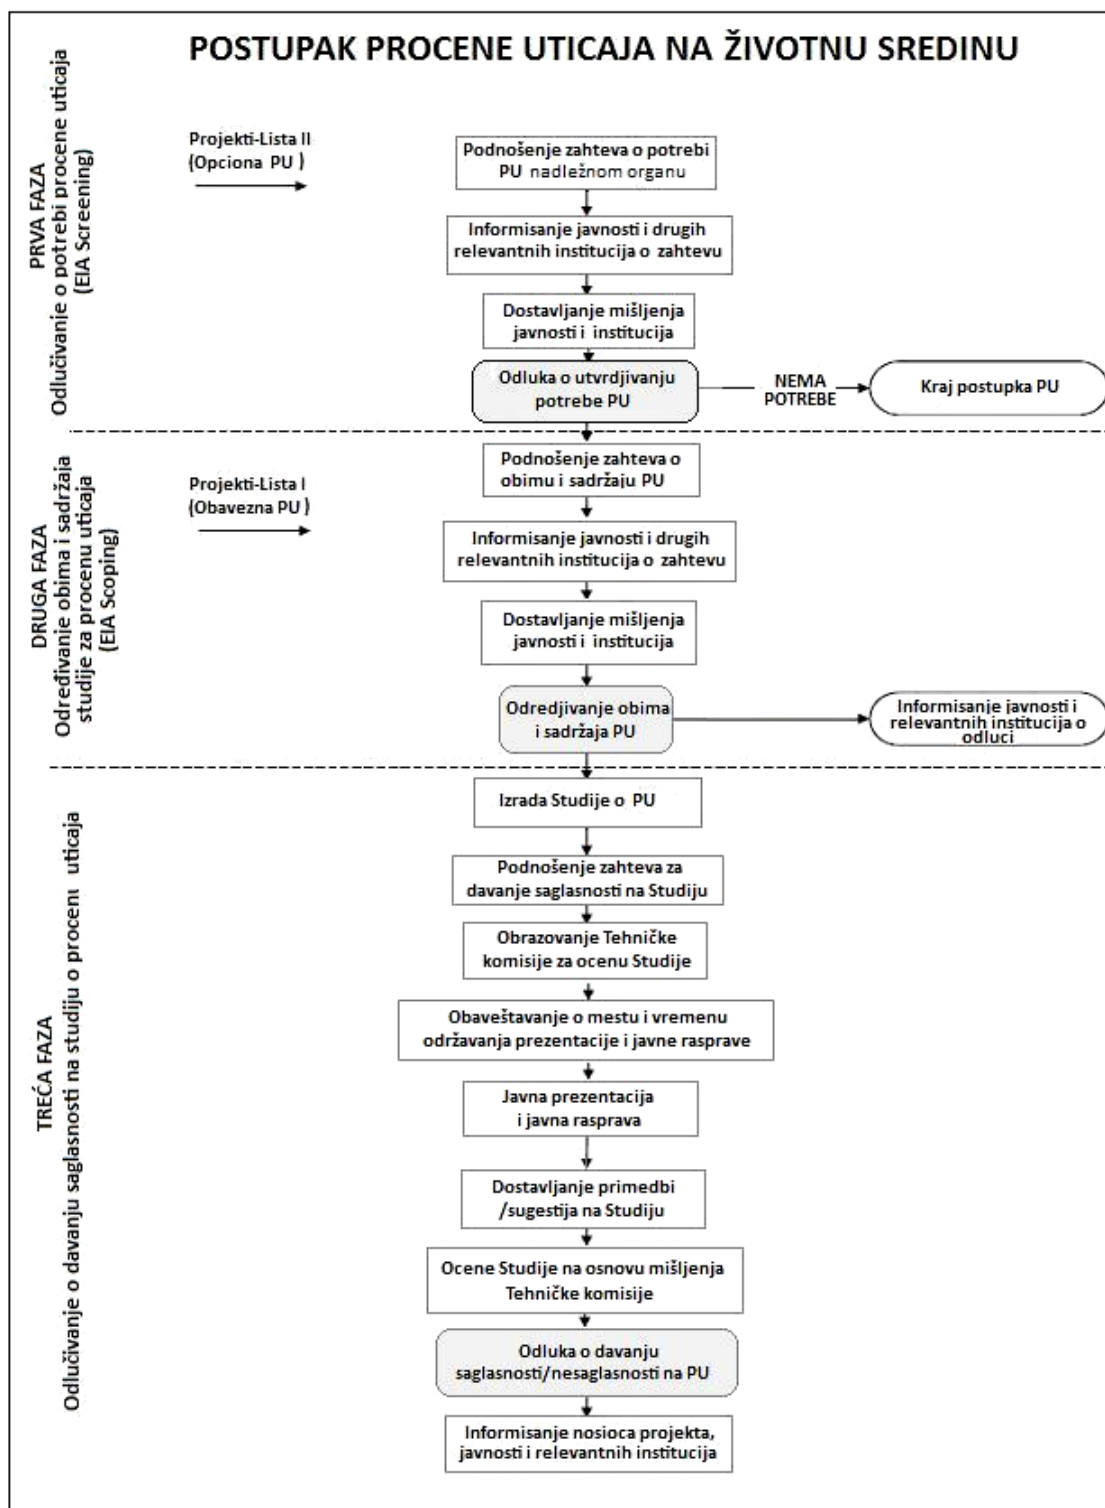 POSTUPAK PROCENE UTICAJA NA ŽIVOTNU SREDINU
PRVA FAZA
Odlučivanje o potrebi procene uticaja
(EIA Screening)
Projekti-Lista II
(Opciona PU )
Podnošenje zahteva o potrebi
PU nadležnom organu
Informisanje javnosti i drugih
relevantnih institucija o zahtevu
Dostavljanje mišljenja
javnosti i institucija
Odluka o utvrdjivanju
potrebe PU
NEMA
POTREBE
Kraj postupka PU
DRUGA FAZA
Određivanje obima i sadržaja
studije za procenu uticaja
(EIA Scoping)
Projekti-Lista I
(Obavezna PU )
Podnošenje zahteva o
obimu i sadržaju PU
Informisanje javnosti i drugih
relevantnih institucija o zahtevu
Dostavljanje mišljenja
javnosti i institucija
Odredjivanje obima
i sadržaja PU
Informisanje javnosti i
relevantnih institucija o
odluci
TREĆA FAZA
Odlučivanje o davanju saglasnosti na studiju o proceni uticaja
Izrada Studije o PU
Podnošenje zahteva za
davanje saglasnosti na Studiju
Obrazovanje Tehničke
komisije za ocenu Studije
Obaveštavanje o mestu i vremenu
održavanja prezentacije i javne rasprave
Javna prezentacija
i javna rasprava
Dostavljanje primedbi
/sugestija na Studiju
Ocene Studije na osnovu mišljenja
Tehničke komisije
Odluka o davanju
saglasnosti/nesaglasnosti na PU
Informisanje nosioca projekta,
javnosti i relevantnih institucija